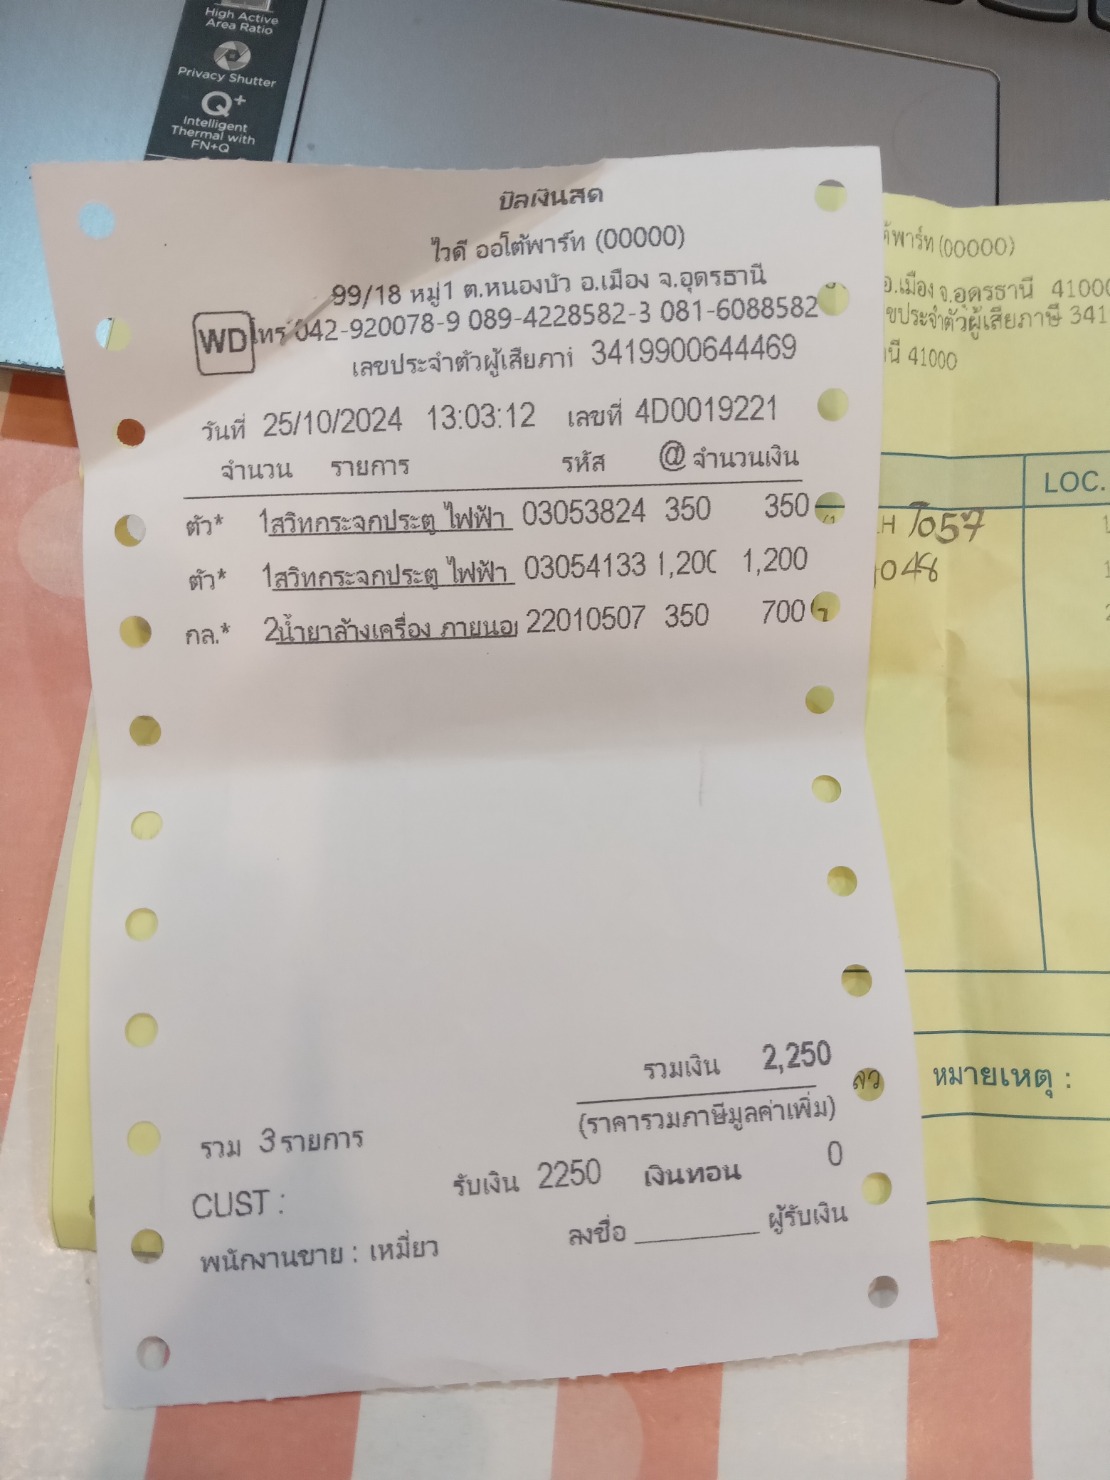 High Active
Area Ratio
Privacy Shutter
Q+
Intelligent
Thermal with
FN+Q
บิลเงินสด
ไวดี ออโต้พาร์ท (00000)
99/18 หมู่1 ต.หนองบัว อ.เมือง จ.อุดรธานี
WD โทร 042-920078-9 089-4228582-3 081-6088582
เลขประจำตัวผู้เสียภา 3419900644469
วันที่ 25/10/2024 13:03:12 เลขที่ 4D0019221
จำนวน รายการ รหัส @ จำนวนเงิน
ตัว* 1สวิทกระจกประตู ไฟฟ้า 03053824 350 350
ตัว* 1สวิทกระจกประตู ไฟฟ้า 03054133 1,200 1,200
กล.* 2น้ำยาล้างเครื่อง ภายนอก 22010507 350 700
รวมเงิน 2,250
(ราคารวมภาษีมูลค่าเพิ่ม)
รวม 3 รายการ
รับเงิน 2250 เงินทอน 0
CUST :
ลงชื่อ ________ ผู้รับเงิน
พนักงานขาย : เหมี่ยว
พาร์ท (00000)
อ.เมือง จ.อุดรธานี 41000
ขประจำตัวผู้เสียภาษี 341
นี 41000
LOC.
LH T057
048
หมายเหตุ :